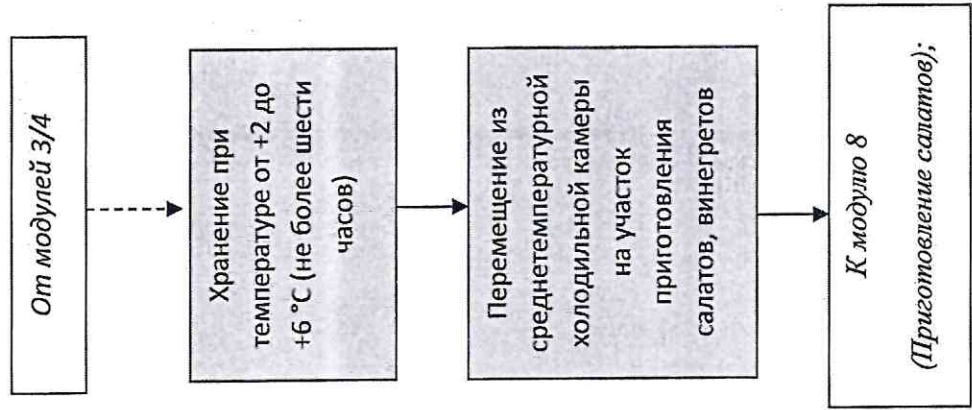 От модулей 3/4
Хранение при
температуре от +2 до
+6 °С (не более шести
часов)
Перемещение из
среднетемпературной
холодильной камеры
на участок
приготовления
салатов, винегретов
К модулю 8
(Приготовление салатов);